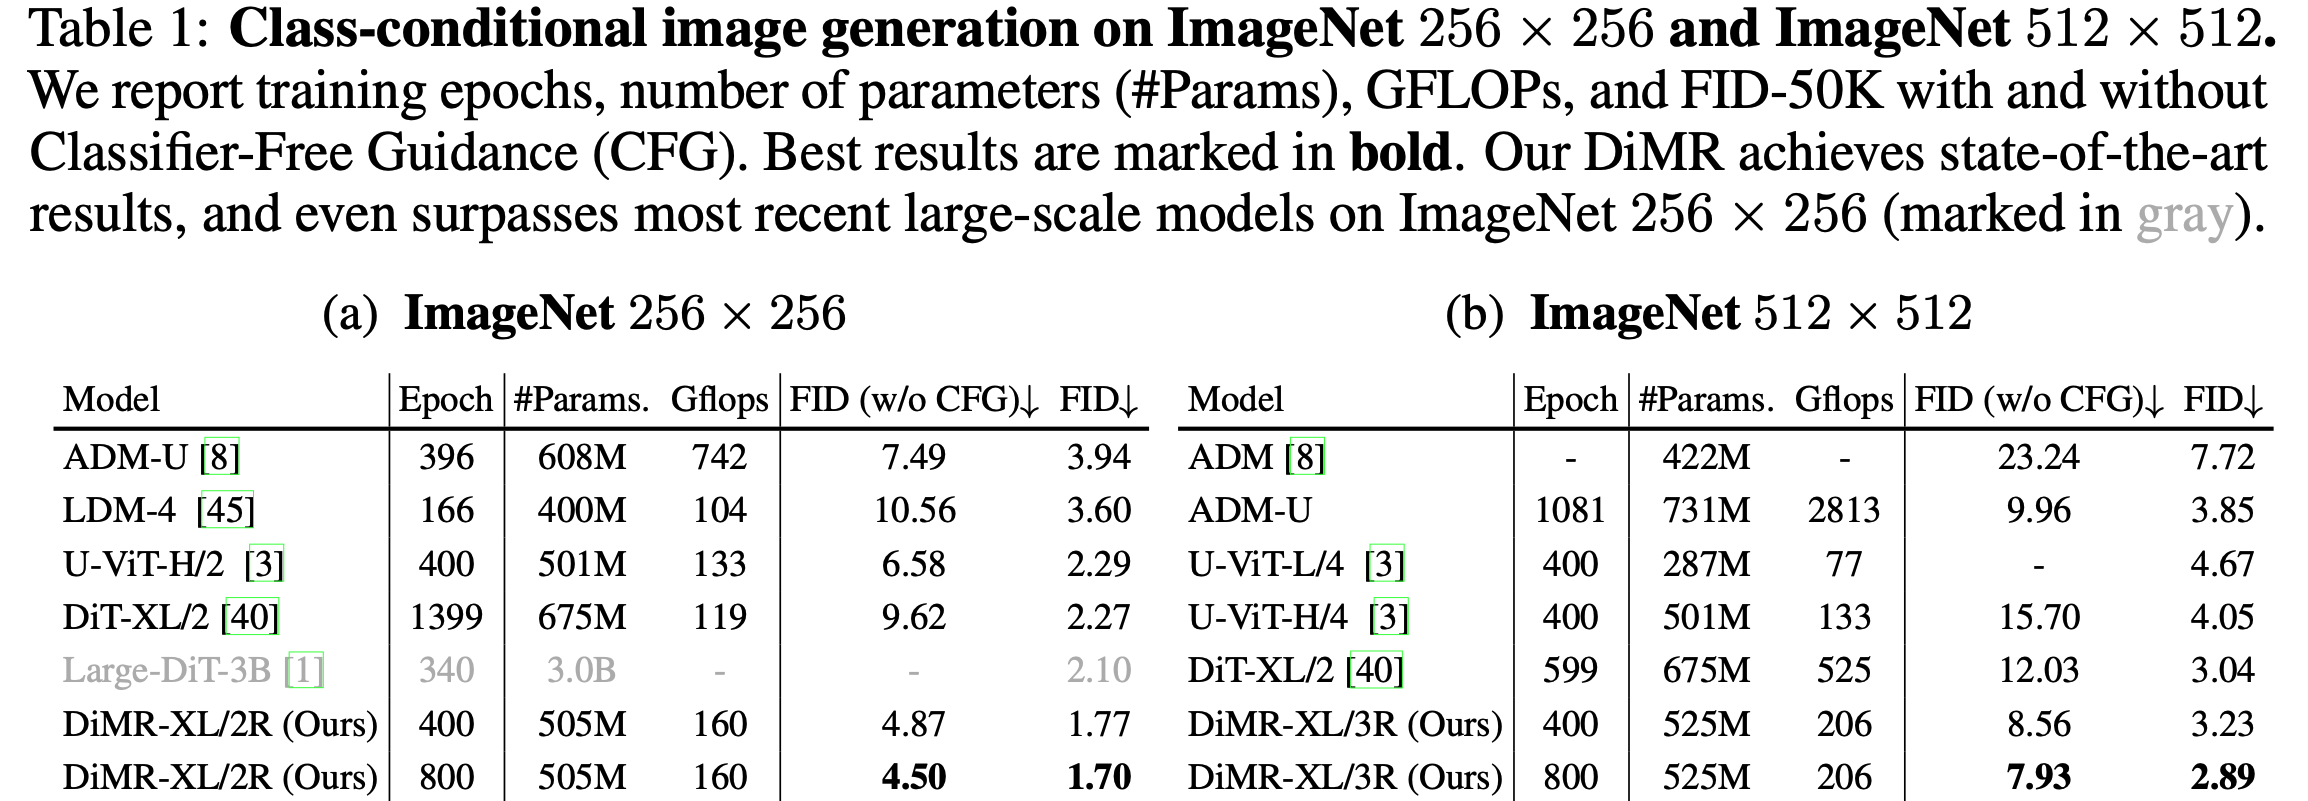 Table 1: Class-conditional image generation on ImageNet 256 × 256 and ImageNet 512 × 512.
We report training epochs, number of parameters (#Params), GFLOPs, and FID-50K with and without
Classifier-Free Guidance (CFG). Best results are marked in bold. Our DiMR achieves state-of-the-art
results, and even surpasses most recent large-scale models on ImageNet 256 × 256 (marked in gray).
(a) ImageNet 256 × 256
Model Epoch #Params. Gflops FID (w/o CFG)↓ FID↓
ADM-U [8] 396 608M 742 7.49 3.94
LDM-4 [45] 166 400M 104 10.56 3.60
U-ViT-H/2 [3] 400 501M 133 6.58 2.29
DiT-XL/2 [40] 1399 675M 119 9.62 2.27
Large-DiT-3B [1] 340 3.0B - - 2.10
DiMR-XL/2R (Ours) 400 505M 160 4.87 1.77
DiMR-XL/2R (Ours) 800 505M 160 4.50 1.70
(b) ImageNet 512 × 512
Model Epoch #Params. Gflops FID (w/o CFG)↓ FID↓
ADM [8] - 422M - 23.24 7.72
ADM-U 1081 731M 2813 9.96 3.85
U-ViT-L/4 [3] 400 287M 77 - 4.67
U-ViT-H/4 [3] 400 501M 133 15.70 4.05
DiT-XL/2 [40] 599 675M 525 12.03 3.04
DiMR-XL/3R (Ours) 400 525M 206 8.56 3.23
DiMR-XL/3R (Ours) 800 525M 206 7.93 2.89